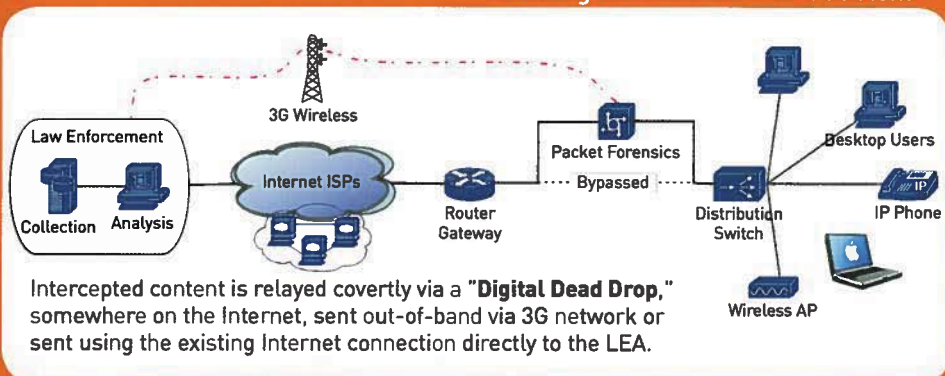 3G Wireless
Law Enforcement
Collection
Analysis
Internet ISPs
Router
Gateway
Packet Forensics
Bypassed
Distribution
Switch
Desktop Users
IP
IP Phone
Wireless AP
Intercepted content is relayed covertly via a "Digital Dead Drop,"
somewhere on the Internet, sent out-of-band via 3G network or
sent using the existing Internet connection directly to the LEA.